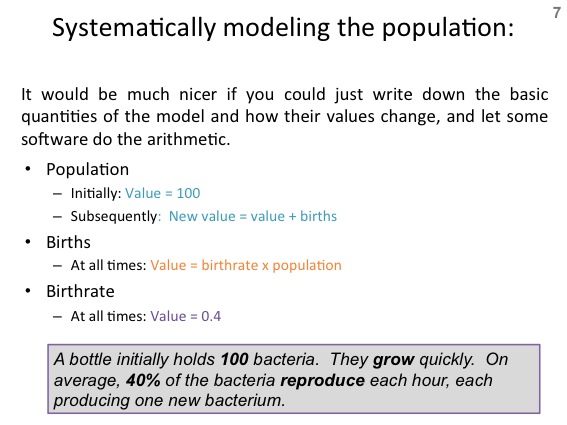 7
Systematically modeling the population:
It would be much nicer if you could just write down the basic
quantities of the model and how their values change, and let some
software do the arithmetic.
• Population
– Initially: Value = 100
– Subsequently: New value = value + births
• Births
– At all times: Value = birthrate x population
• Birthrate
– At all times: Value = 0.4
A bottle initially holds 100 bacteria. They grow quickly. On
average, 40% of the bacteria reproduce each hour, each
producing one new bacterium.